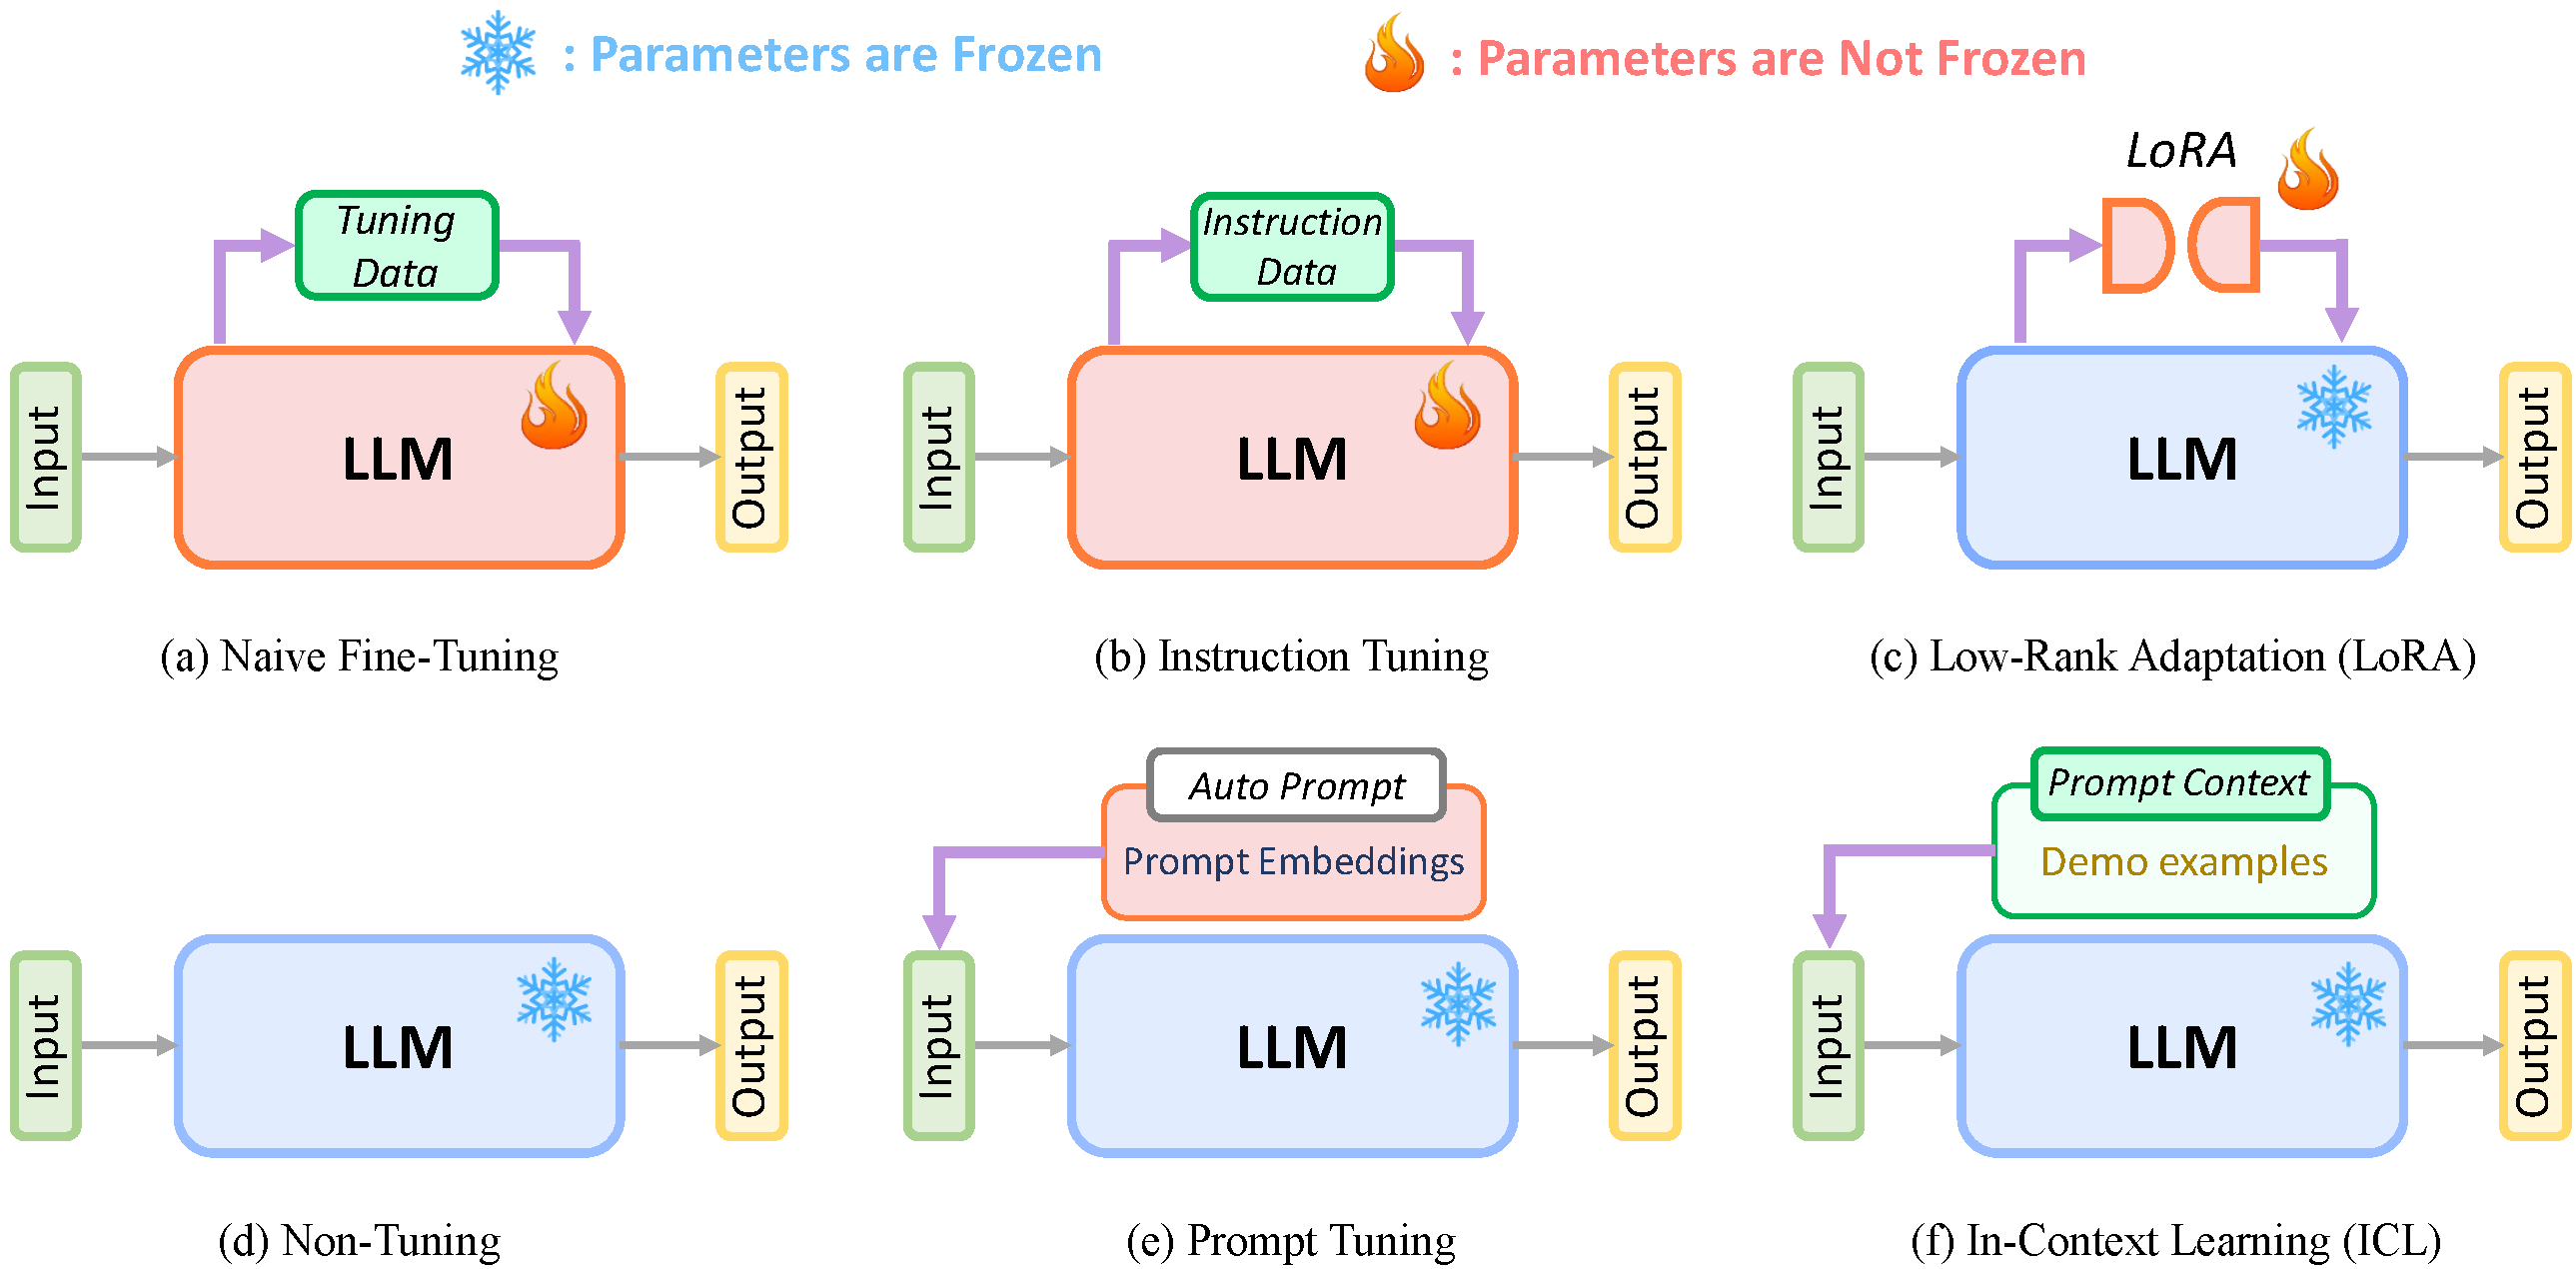 : Parameters are Frozen
: Parameters are Not Frozen
Tuning
Data
Input
LLM
Output
(a) Naive Fine-Tuning
Instruction
Data
Input
LLM
Output
(b) Instruction Tuning
LoRA
Input
LLM
Output
(c) Low-Rank Adaptation (LoRA)
Input
LLM
Output
(d) Non-Tuning
Auto Prompt
Prompt Embeddings
Input
LLM
Output
(e) Prompt Tuning
Prompt Context
Demo examples
Input
LLM
Output
(f) In-Context Learning (ICL)